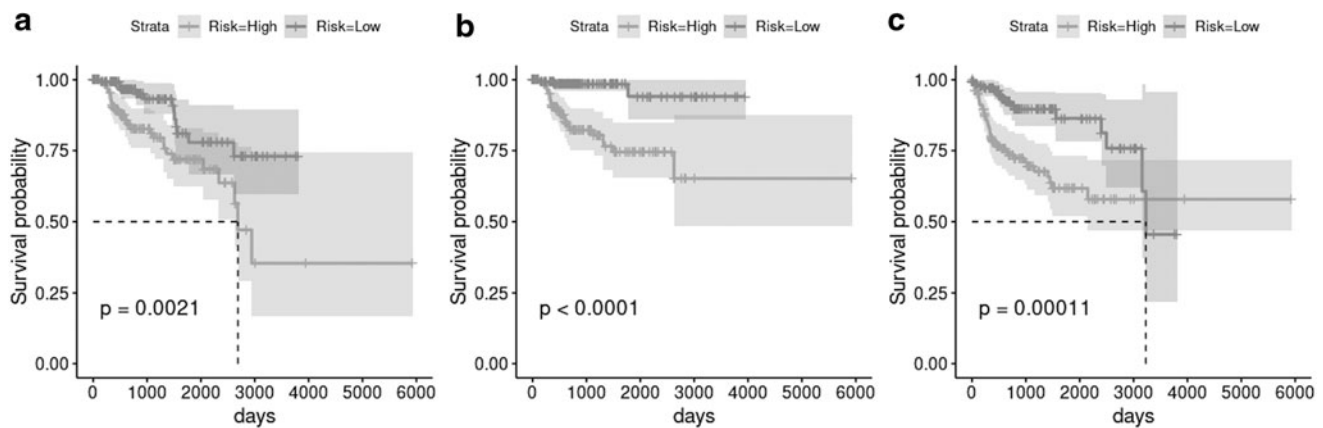 a
Strata Risk=High Risk=Low
Survival probability
1.00
0.75
0.50
0.25
0.00
p = 0.0021
0 1000 2000 3000 4000 5000 6000
days
b
Strata Risk=High Risk=Low
Survival probability
1.00
0.75
0.50
0.25
0.00
p < 0.0001
0 1000 2000 3000 4000 5000 6000
days
c
Strata Risk=High Risk=Low
Survival probability
1.00
0.75
0.50
0.25
0.00
p = 0.00011
0 1000 2000 3000 4000 5000 6000
days